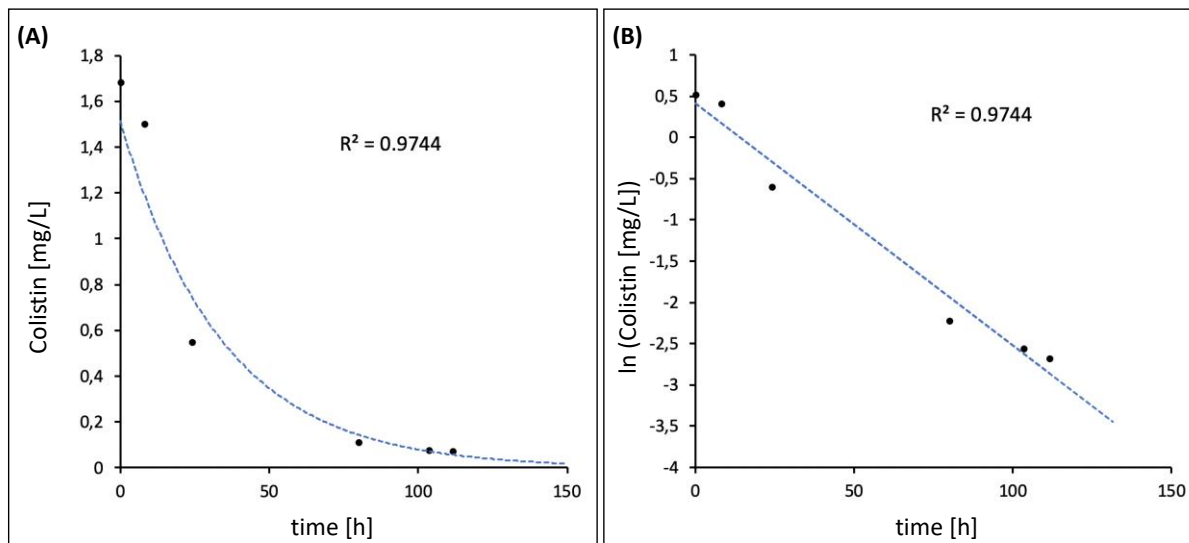 (A)
1,8
1,6
1,4
1,2
1
0,8
0,6
0,4
0,2
0
Colistin [mg/L]
R² = 0.9744
0 50 100 150
time [h]
(B)
1
0,5
0
-0,5
-1
-1,5
-2
-2,5
-3
-3,5
-4
ln (Colistin [mg/L])
R² = 0.9744
0 50 100 150
time [h]